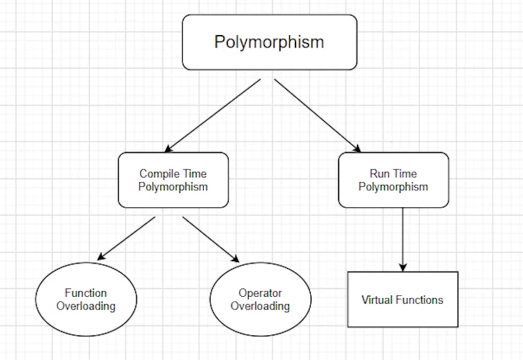 Polymorphism
Compile Time
Polymorphism
Run Time
Polymorphism
Function
Overloading
Operator
Overloading
Virtual Functions